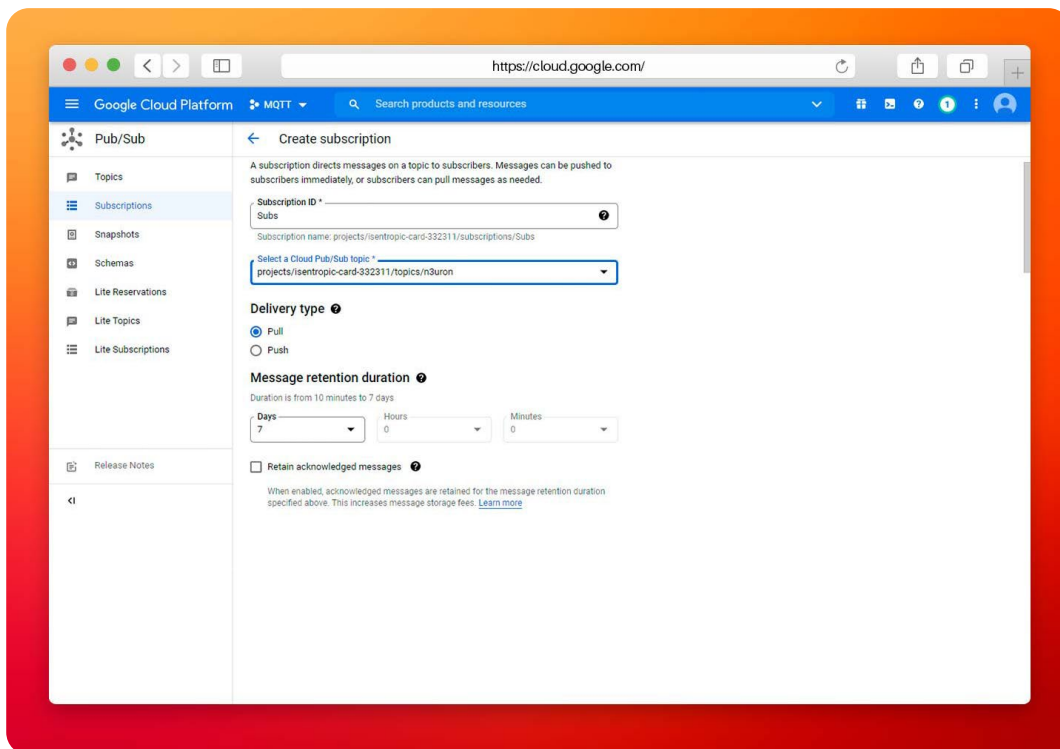 https://cloud.google.com/
Google Cloud Platform
MQTT
Search products and resources
1
Pub/Sub
Create subscription
Topics
Subscriptions
Snapshots
Schemas
Lite Reservations
Lite Topics
Lite Subscriptions
Release Notes
A subscription directs messages on a topic to subscribers. Messages can be pushed to
subscribers immediately, or subscribers can pull messages as needed.
Subscription ID *
Subs
Subscription name: projects/isentropic-card-332311/subscriptions/Subs
Select a Cloud Pub/Sub topic *
projects/isentropic-card-332311/topics/n3uron
Delivery type
Pull
Push
Message retention duration
Duration is from 10 minutes to 7 days
Days
7
Hours
0
Minutes
0
Retain acknowledged messages
When enabled, acknowledged messages are retained for the message retention duration
specified above. This increases message storage fees. Learn more